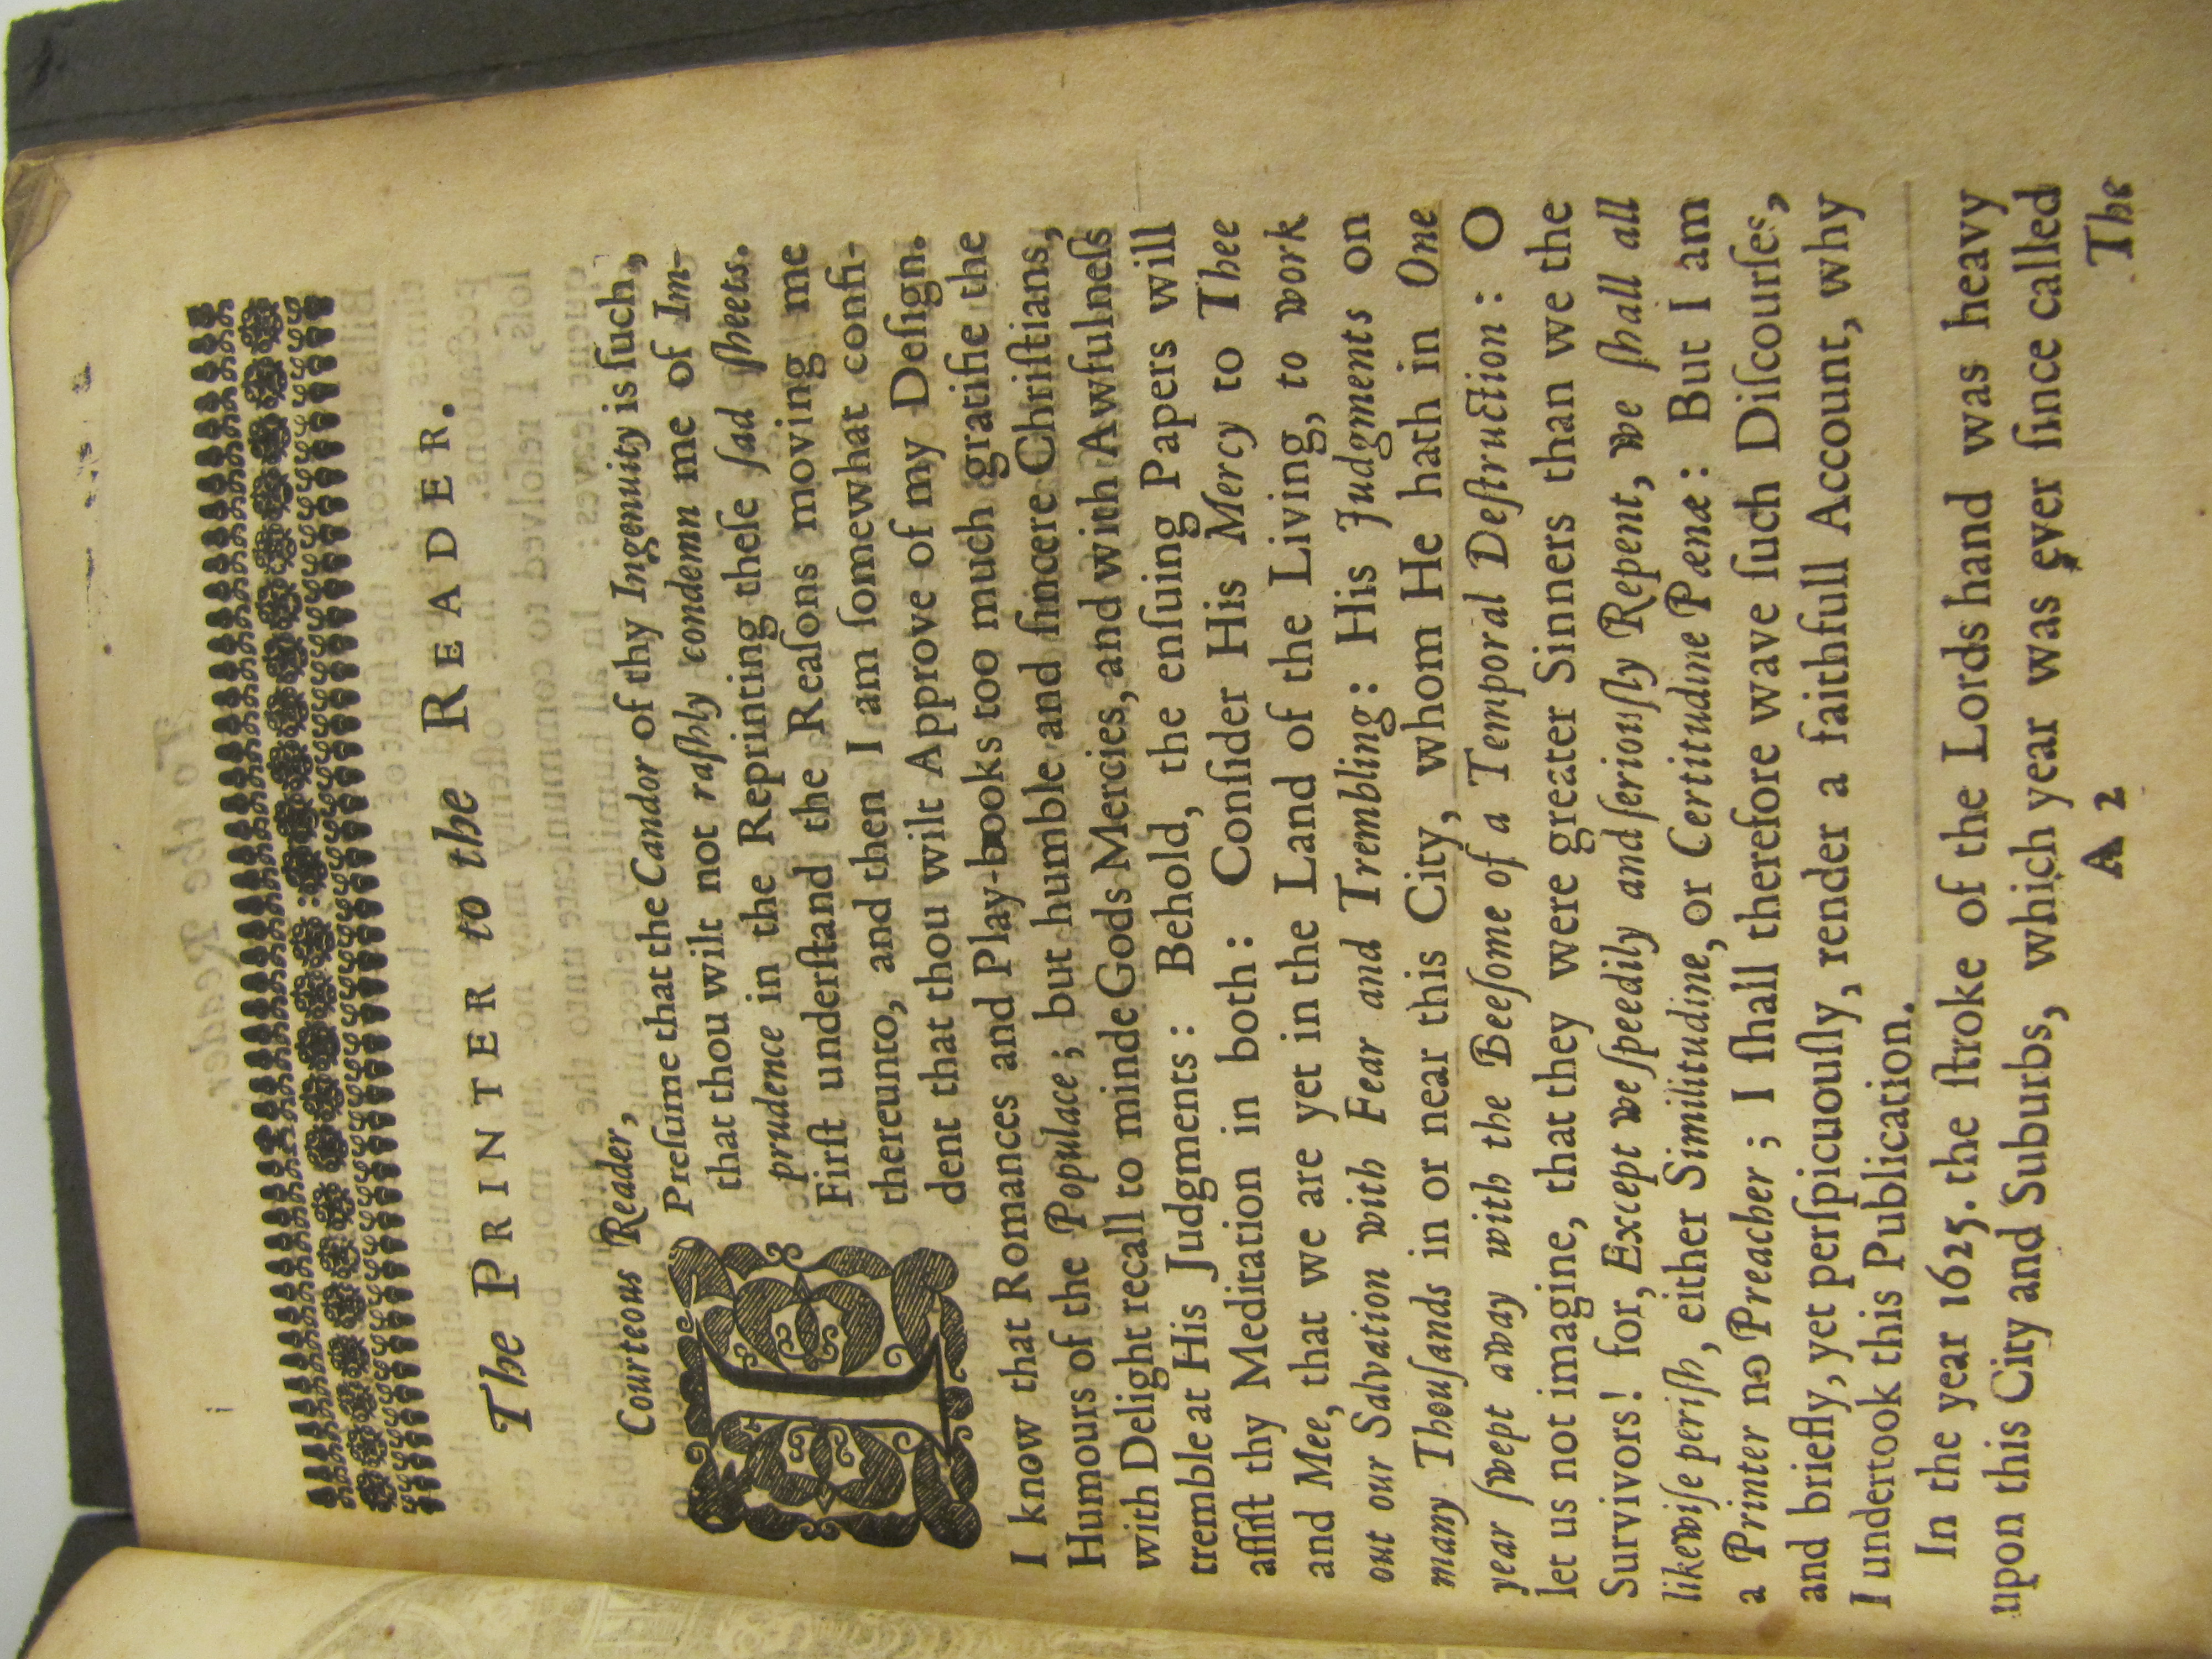 The PRINTER to the READER.
Courteous Reader,
I Preſume that the Candor of thy Ingenuity is ſuch,
that thou wilt not raſhly condemn me of Im-
prudence in the Reprinting theſe ſad ſheets.
Firſt underſtand the Reaſons moving me
thereunto, and then I am ſomewhat confi-
dent that thou wilt Approve of my Deſign.
I know that Romances and Play-books too much gratifie the
Humours of the Populace; but humble and ſincere Chriſtians,
with Delight recall to minde Gods Mercies, and with Awfulneſs
tremble at His Judgments: Behold, the enſuing Papers will
aſſiſt thy Meditation in both: Conſider His Mercy to Thee
and Mee, that we are yet in the Land of the Living, to work
out our Salvation with Fear and Trembling: His Judgments on
many Thouſands in or near this City, whom He hath in One
year ſwept away with the Beeſome of a Temporal Deſtruction: O
let us not imagine, that they were greater Sinners than we the
Survivors! for, Except we ſpeedily and ſeriouſly Repent, we ſhall all
likewiſe periſh, either Similitudine, or Certitudine Pænæ: But I am
a Printer no Preacher; I ſhall therefore wave ſuch Diſcourſes,
and briefly, yet perſpicuouſly, render a faithfull Account, why
I undertook this Publication.
In the year 1625. the ſtroke of the Lords hand was heavy
upon this City and Suburbs, which year was ever ſince called
A 2 The